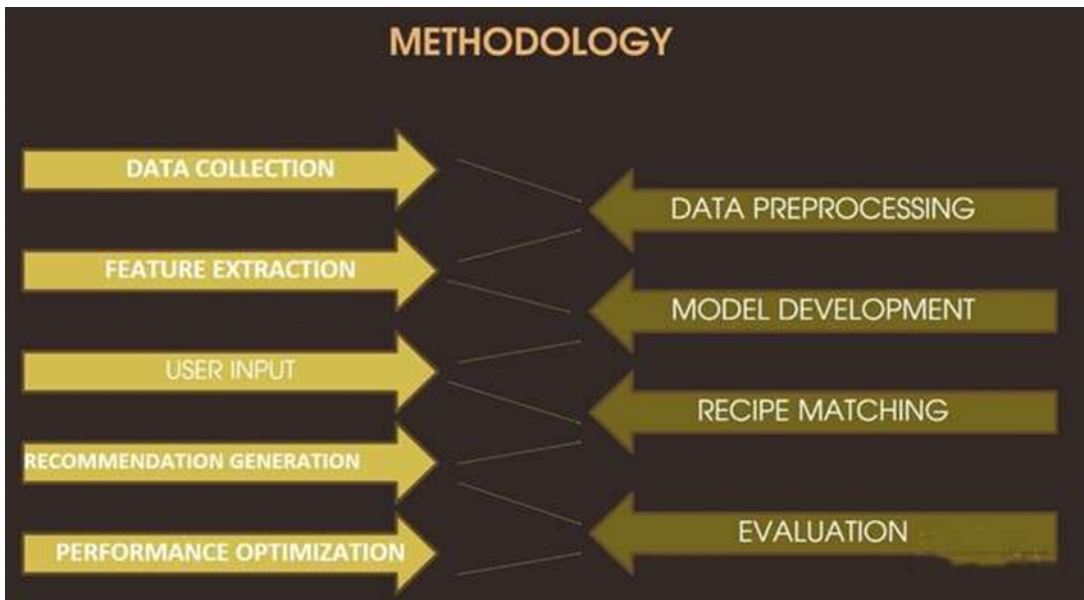 METHODOLOGY
DATA COLLECTION
DATA PREPROCESSING
FEATURE EXTRACTION
MODEL DEVELOPMENT
USER INPUT
RECIPE MATCHING
RECOMMENDATION GENERATION
EVALUATION
PERFORMANCE OPTIMIZATION